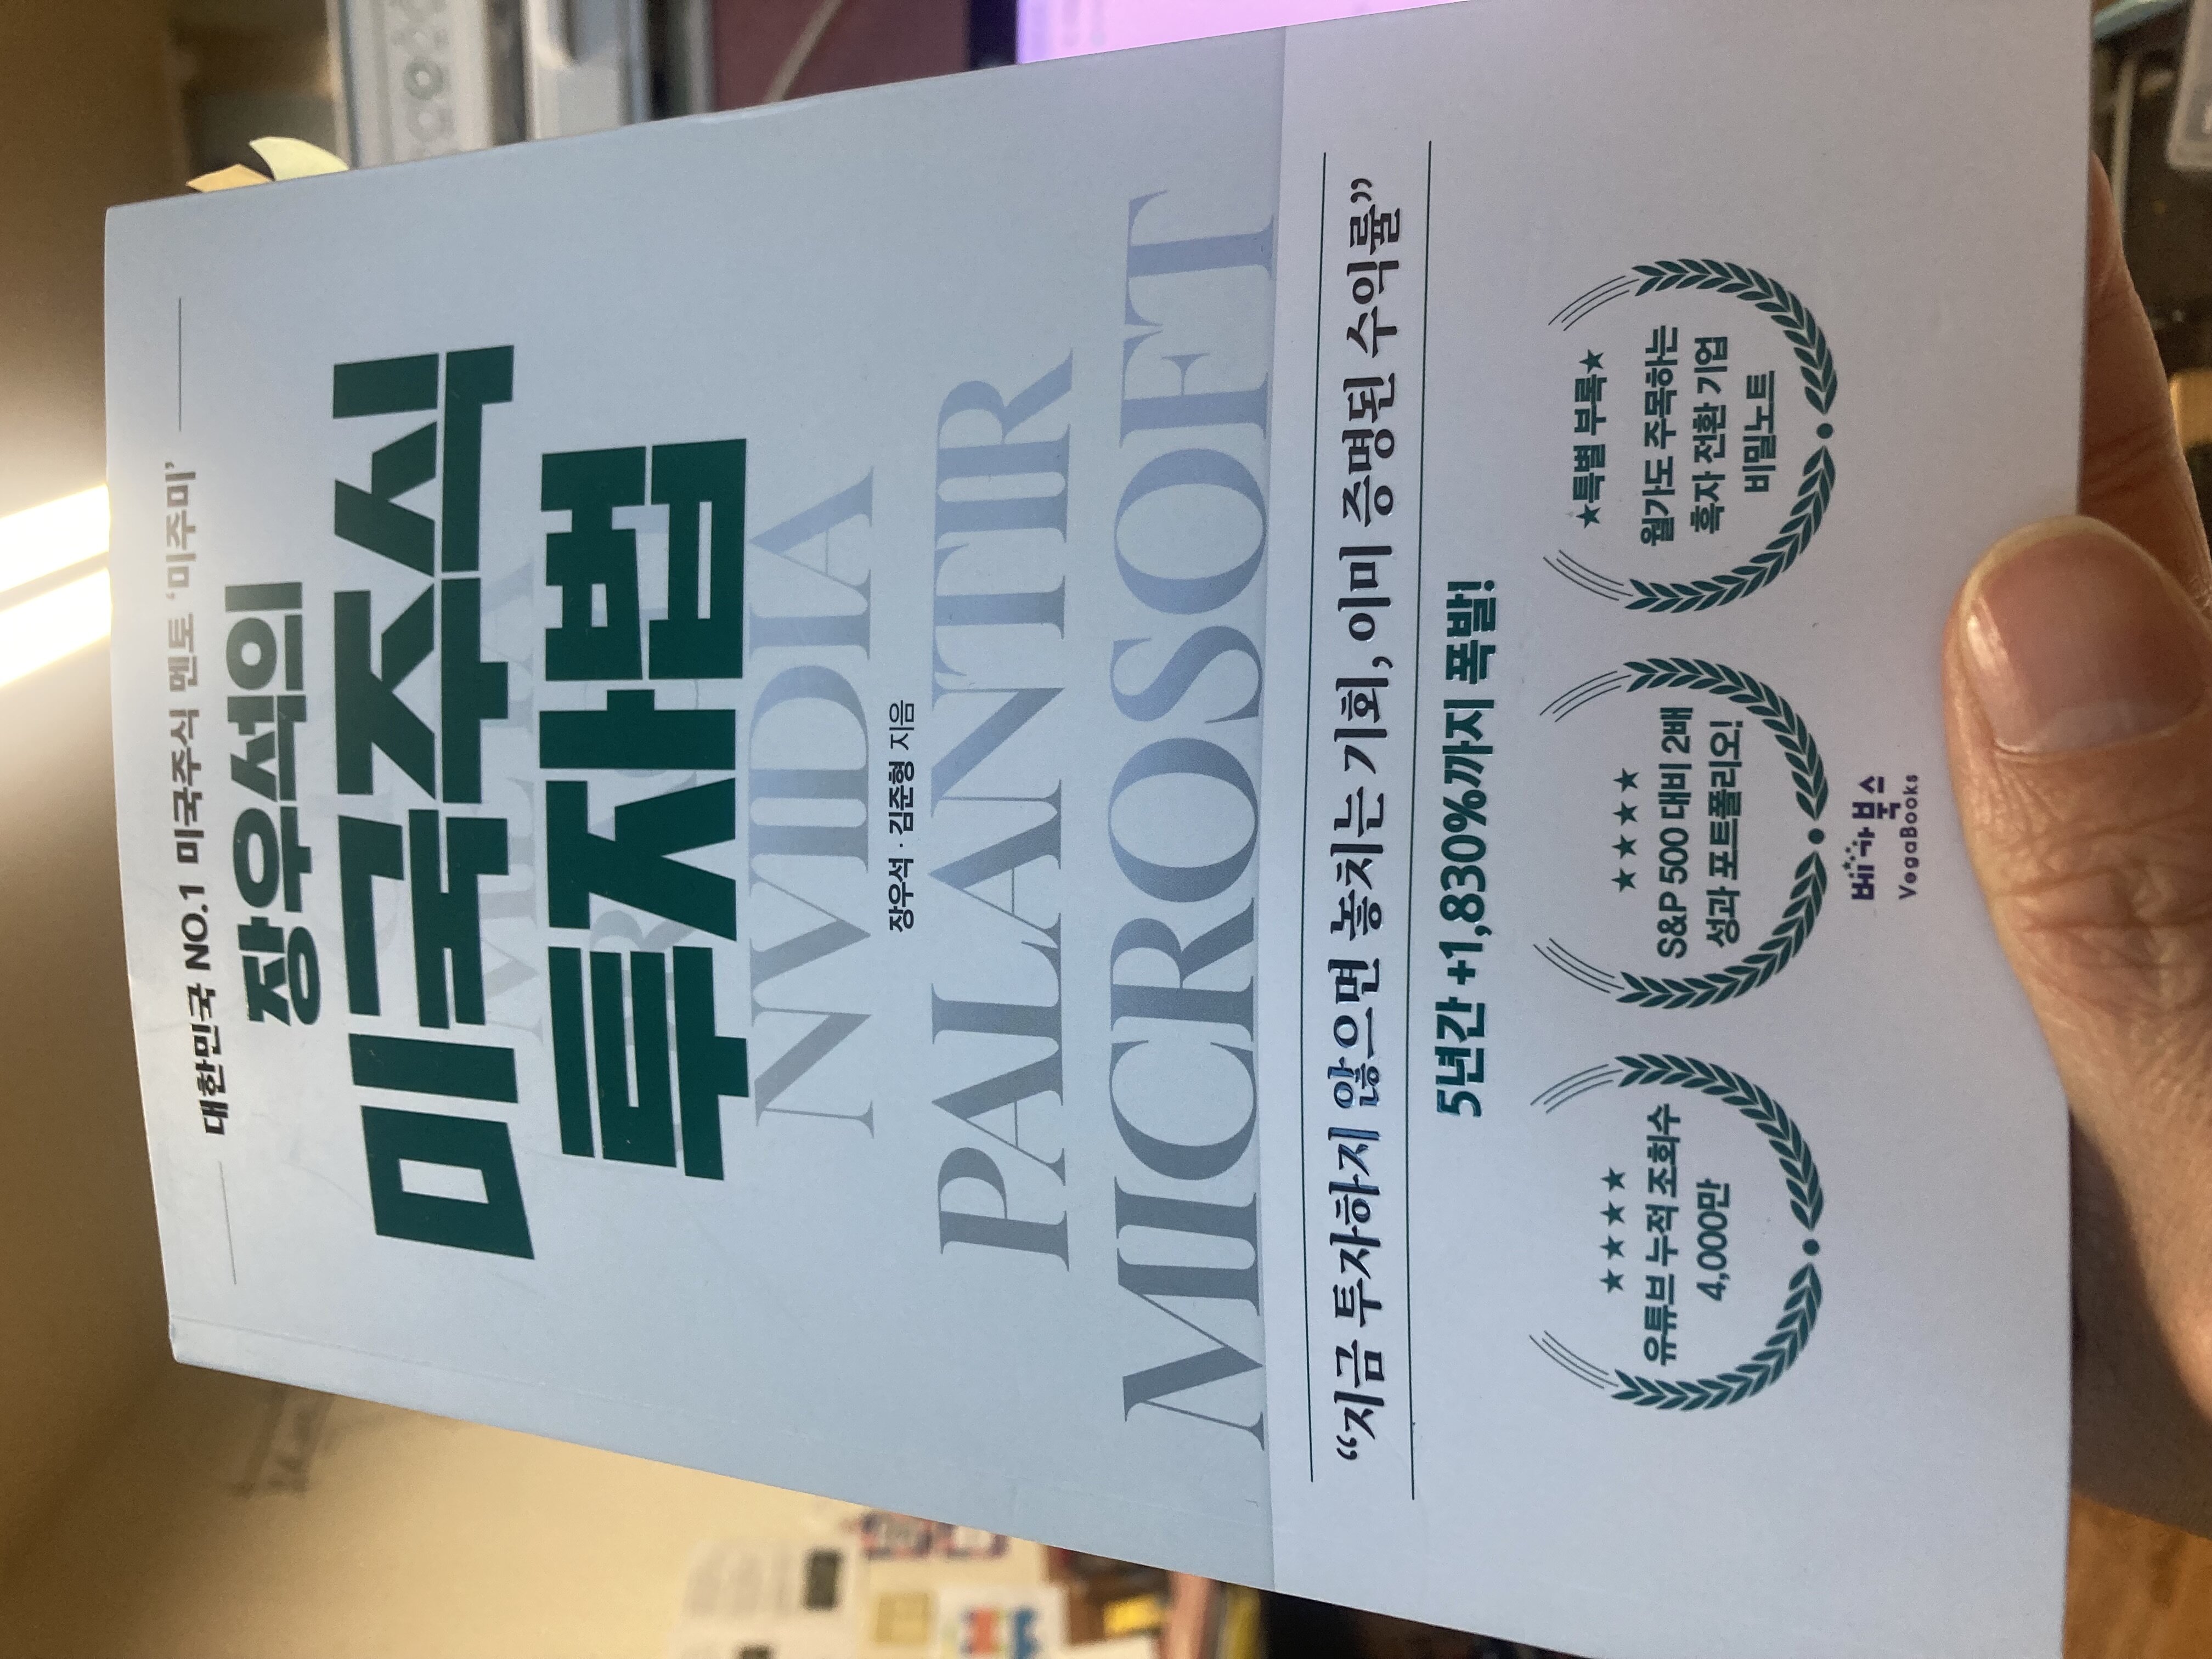 대한민국 NO.1 미국주식 멘토 '미주미'
장우석의
미국주식
투자법
NVIDIA
장우석 · 김준형 지음
PALANTIR
MICROSOFT
“지금 투자하지 않으면 놓치는 기회, 이미 증명된 수익률”
5년간 +1,830%까지 폭발!
★★★★
유튜브 누적 조회수
4,000만
★★★★
S&P 500 대비 2배
성과 포트폴리오!
★특별 부록★
월가도 주목하는
흑자 전환 기업
비밀노트
베가북스
VegaBooks